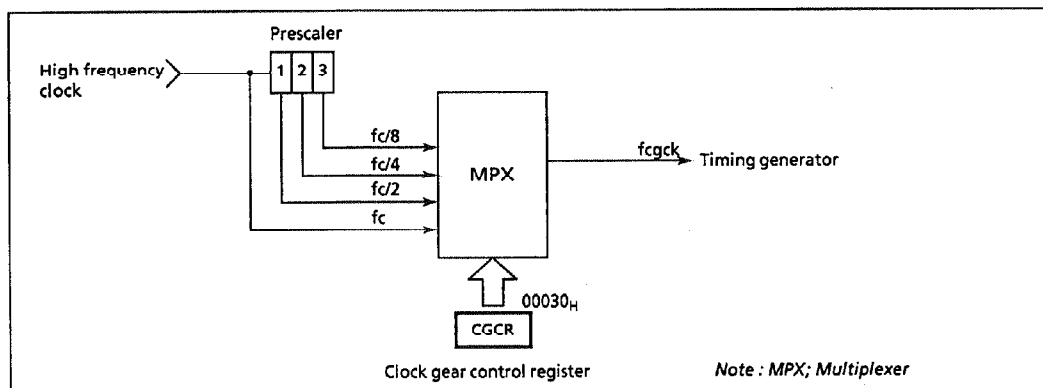 Prescaler
High frequency
clock
1 2 3
fc/8
fc/4
fc/2
fc
MPX
fcgck
Timing generator
00030H
CGCR
Clock gear control register
Note : MPX; Multiplexer